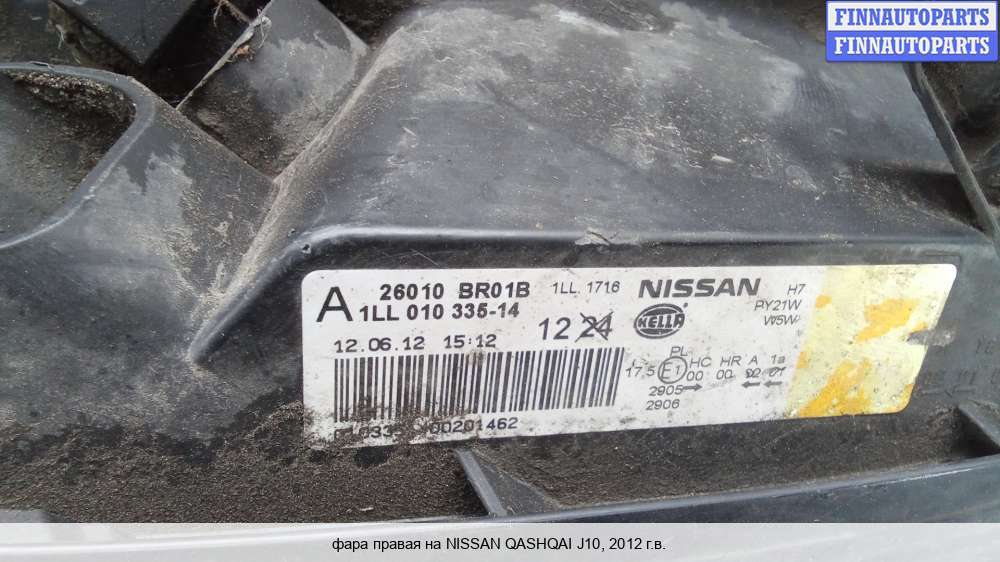 FINNAUTOPARTS
FINNAUTOPARTS
A 26010 BR01B 1LL. 1716 NISSAN H7
1LL 010 335-14 PY21W
12 24 HELLA W5W
12.06.12 15:12
PL HC HR A 1a
17.5 E1 00 00 02 01
2905
2906
00201462
фара правая на NISSAN QASHQAI J10, 2012 г.в.